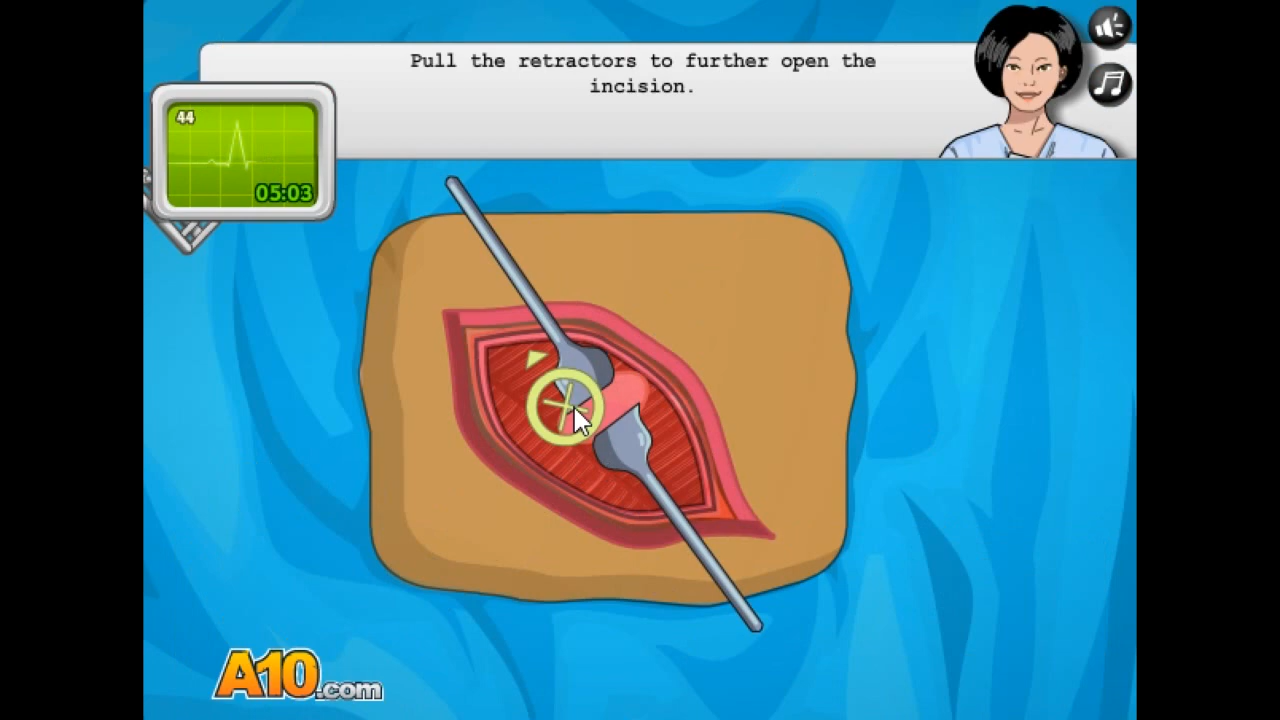 Pull the retractors to further open the
incision.
44
05:03
A10.com